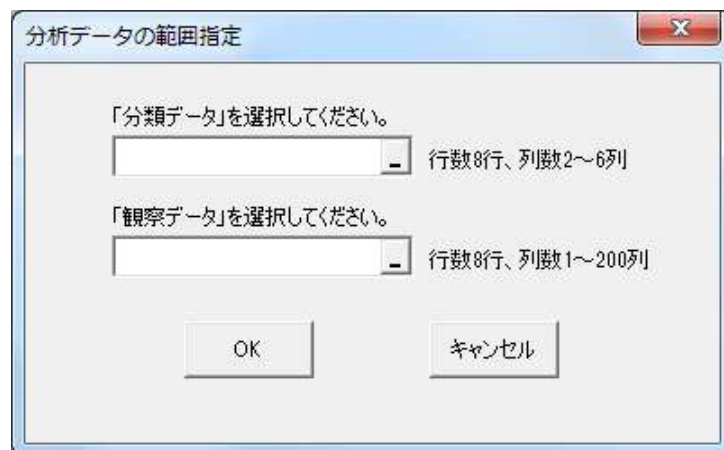 分析データの範囲指定
「分類データ」を選択してください。
行数8行、列数2～6列
「観察データ」を選択してください。
行数8行、列数1～200列
OK
キャンセル